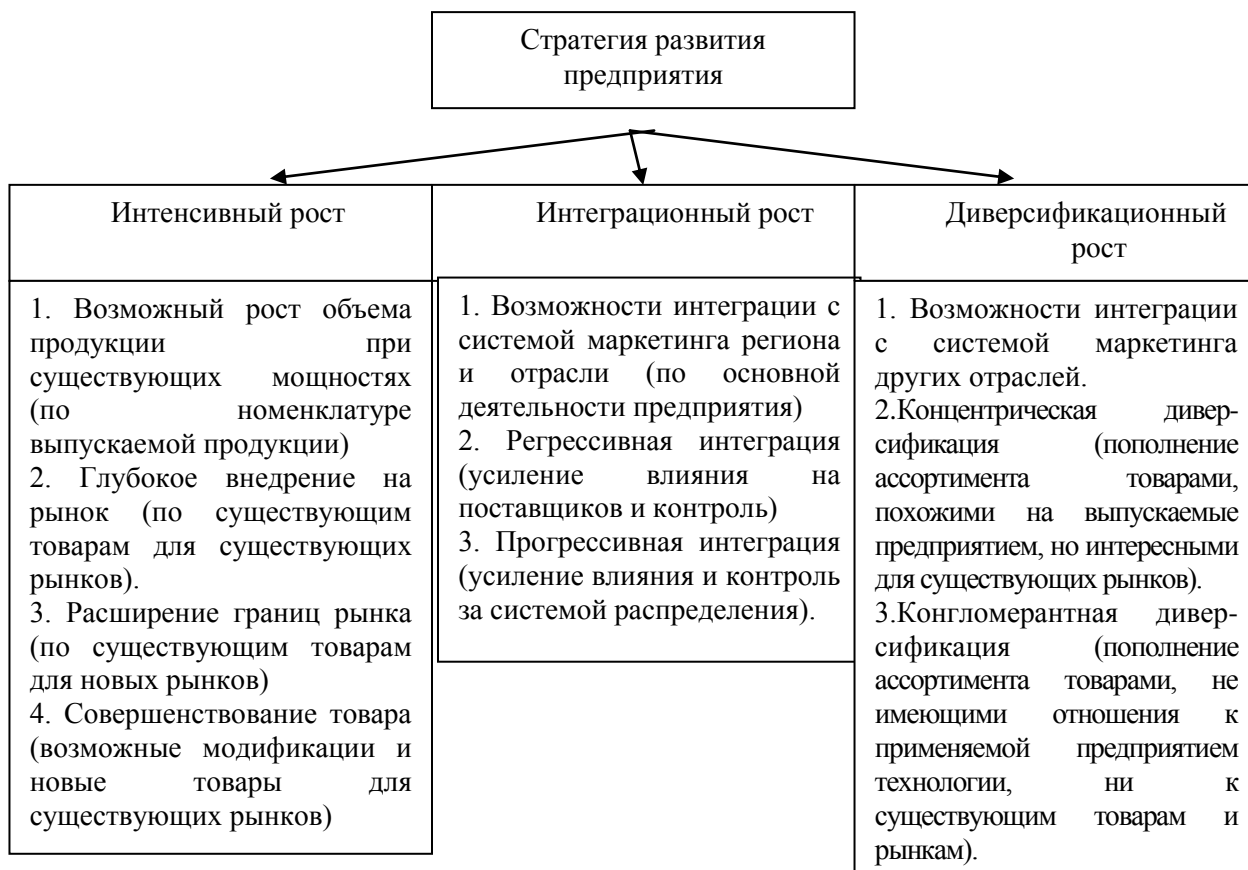 Стратегия развития
предприятия
Интенсивный рост
Интеграционный рост
Диверсификационный
рост
1. Возможный рост объема
продукции при
существующих мощностях
(по номенклатуре
выпускаемой продукции)
2. Глубокое внедрение на
рынок (по существующим
товарам для существующих
рынков).
3. Расширение границ рынка
(по существующим товарам
для новых рынков)
4. Совершенствование товара
(возможные модификации и
новые товары для
существующих рынков)
1. Возможности интеграции с
системой маркетинга региона
и отрасли (по основной
деятельности предприятия)
2. Регрессивная интеграция
(усиление влияния на
поставщиков и контроль)
3. Прогрессивная интеграция
(усиление влияния и контроль
за системой распределения).
1. Возможности интеграции
с системой маркетинга
других отраслей.
2.Концентрическая дивер-
сификация (пополнение
ассортимента товарами,
похожими на выпускаемые
предприятием, но интересными
для существующих рынков).
3.Конгломерантная дивер-
сификация (пополнение
ассортимента товарами, не
имеющими отношения к
применяемой предприятием
технологии, ни к
существующим товарам и
рынкам).